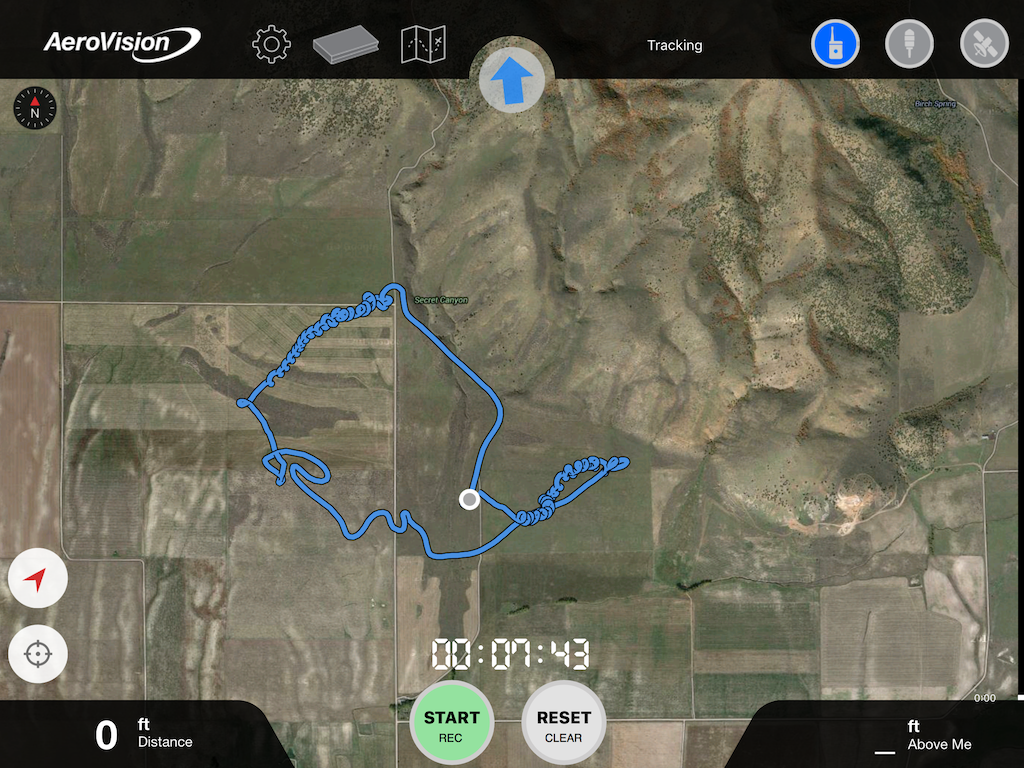 AeroVision
Tracking
N
Birch Spring
Secret Canyon
00:07:43
0:00
START
REC
RESET
CLEAR
0 ft
Distance
__ ft
Above Me